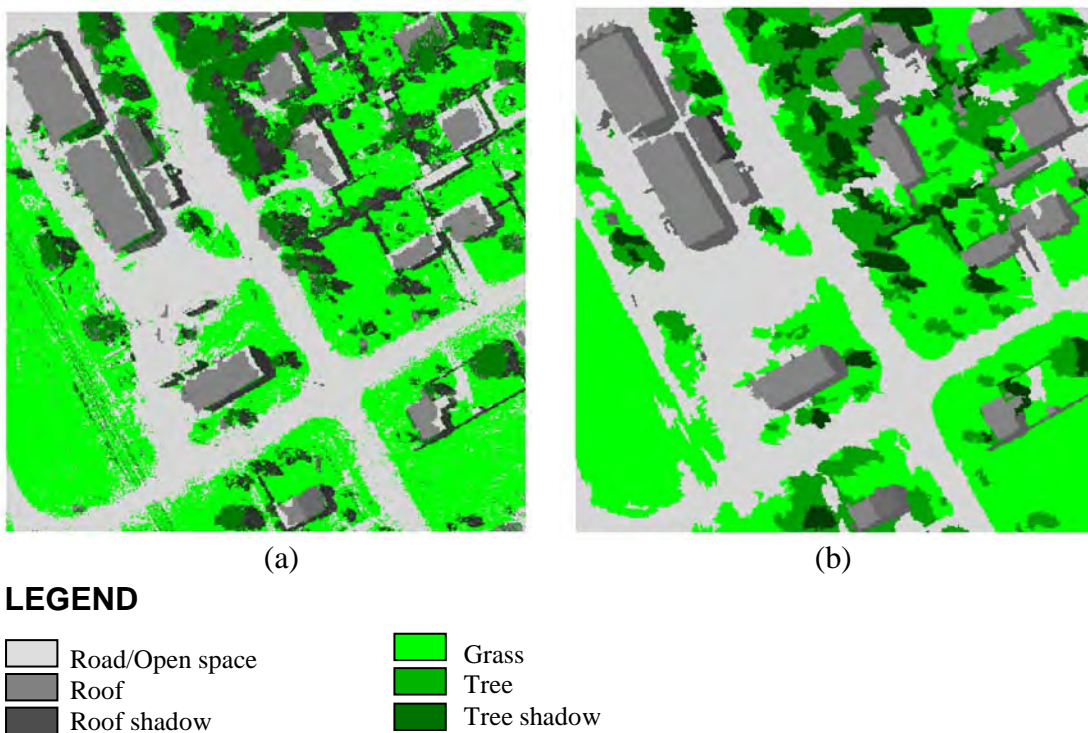 (a) (b)
LEGEND
Road/Open space
Roof
Roof shadow
Grass
Tree
Tree shadow